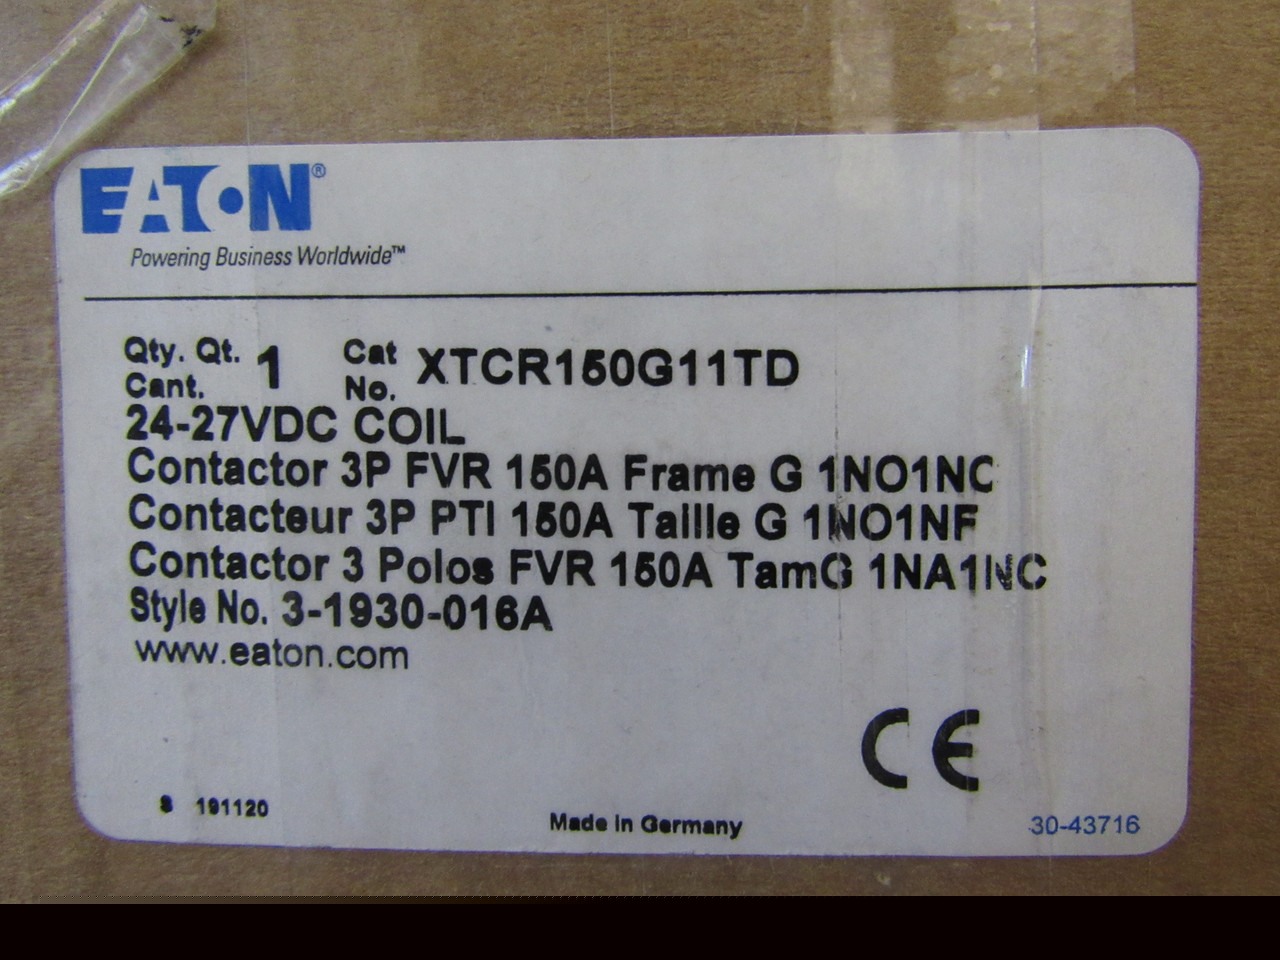 EATON®
Powering Business Worldwide™
Qty. Qt. Cant. 1 Cat No. XTCR150G11TD
24-27VDC COIL
Contactor 3P FVR 150A Frame G 1NO1NC
Contacteur 3P PTI 150A Taille G 1NO1NF
Contactor 3 Polos FVR 150A TamG 1NA1NC
Style No. 3-1930-016A
www.eaton.com
CE
S 191120
Made in Germany
30-43716